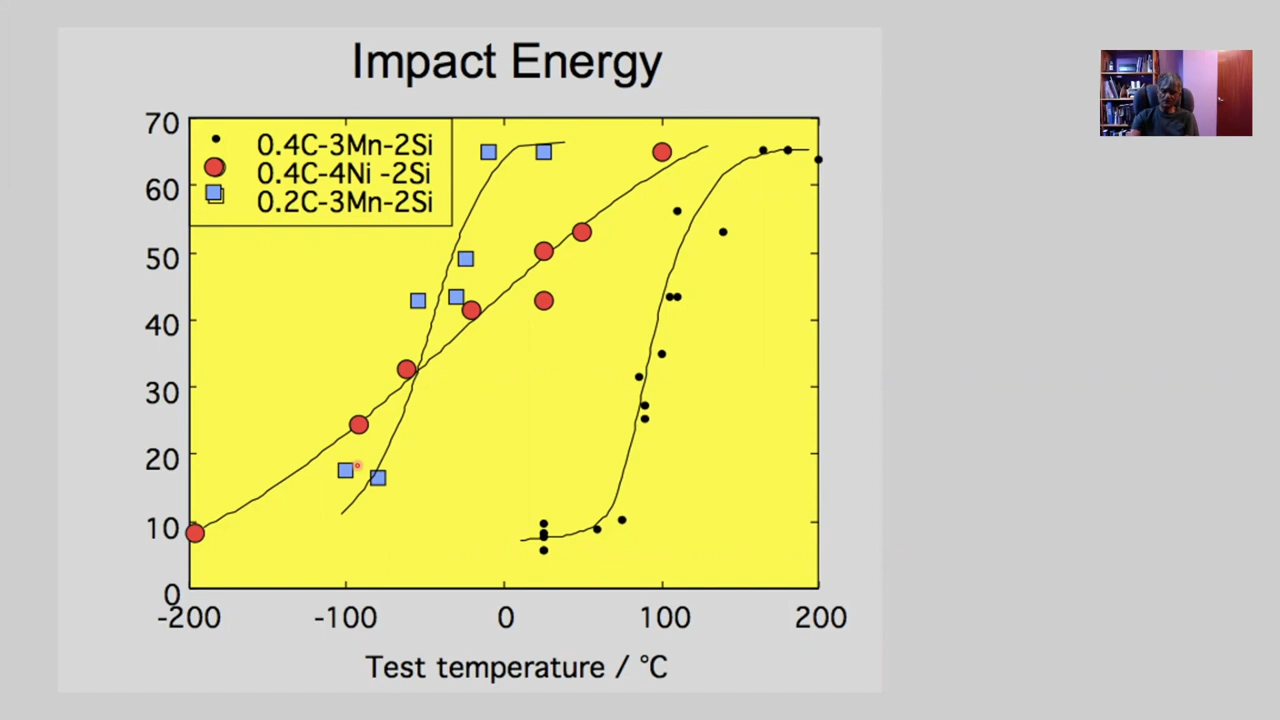 Impact Energy
70
60
50
40
30
20
10
0
0.4C-3Mn-2Si
0.4C-4Ni -2Si
0.2C-3Mn-2Si
-200 -100 0 100 200
Test temperature / °C